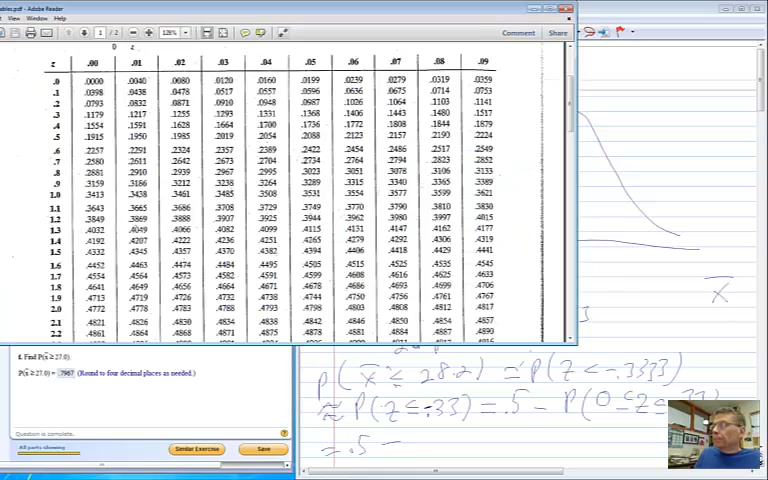 ables.pdf - Adobe Reader
View Window Help
1 / 2 128% Comment Share
0 z
z .00 .01 .02 .03 .04 .05 .06 .07 .08 .09
.0 .0000 .0040 .0080 .0120 .0160 .0199 .0239 .0279 .0319 .0359
.1 .0398 .0438 .0478 .0517 .0557 .0596 .0636 .0675 .0714 .0753
.2 .0793 .0832 .0871 .0910 .0948 .0987 .1026 .1064 .1103 .1141
.3 .1179 .1217 .1255 .1293 .1331 .1368 .1406 .1443 .1480 .1517
.4 .1554 .1591 .1628 .1664 .1700 .1736 .1772 .1808 .1844 .1879
.5 .1915 .1950 .1985 .2019 .2054 .2088 .2123 .2157 .2190 .2224
.6 .2257 .2291 .2324 .2357 .2389 .2422 .2454 .2486 .2517 .2549
.7 .2580 .2611 .2642 .2673 .2704 .2734 .2764 .2794 .2823 .2852
.8 .2881 .2910 .2939 .2967 .2995 .3023 .3051 .3078 .3106 .3133
.9 .3159 .3186 .3212 .3238 .3264 .3289 .3315 .3340 .3365 .3389
1.0 .3413 .3438 .3461 .3485 .3508 .3531 .3554 .3577 .3599 .3621
1.1 .3643 .3665 .3686 .3708 .3729 .3749 .3770 .3790 .3810 .3830
1.2 .3849 .3869 .3888 .3907 .3925 .3944 .3962 .3980 .3997 .4015
1.3 .4032 .4049 .4066 .4082 .4099 .4115 .4131 .4147 .4162 .4177
1.4 .4192 .4207 .4222 .4236 .4251 .4265 .4279 .4292 .4306 .4319
1.5 .4332 .4345 .4357 .4370 .4382 .4394 .4406 .4418 .4429 .4441
1.6 .4452 .4463 .4474 .4484 .4495 .4505 .4515 .4525 .4535 .4545
1.7 .4554 .4564 .4573 .4582 .4591 .4599 .4608 .4616 .4625 .4633
1.8 .4641 .4649 .4656 .4664 .4671 .4678 .4686 .4693 .4699 .4706
1.9 .4713 .4719 .4726 .4732 .4738 .4744 .4750 .4756 .4761 .4767
2.0 .4772 .4778 .4783 .4788 .4793 .4798 .4803 .4808 .4812 .4817
2.1 .4821 .4826 .4830 .4834 .4838 .4842 .4846 .4850 .4854 .4857
2.2 .4861 .4864 .4868 .4871 .4875 .4878 .4881 .4884 .4887 .4890
x̄
3
f. Find P(x̄ ≥ 27.0).
P(x̄ ≥ 27.0) = .7967 (Round to four decimal places as needed.)
Question is complete.
All parts showing Similar Exercise Save
P(x̄ ≤ 28.2) ≈ P(Z ≤ -.3333)
≈ P(Z ≤ -.33) = .5 - P(0 ≤ Z ≤ .33)
= .5 -